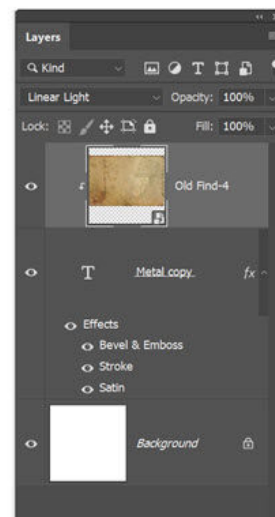 Layers
Kind
Linear Light Opacity: 100%
Lock: Fill: 100%
Old Find-4
T Metal copy fx
Effects
Bevel & Emboss
Stroke
Satin
Background